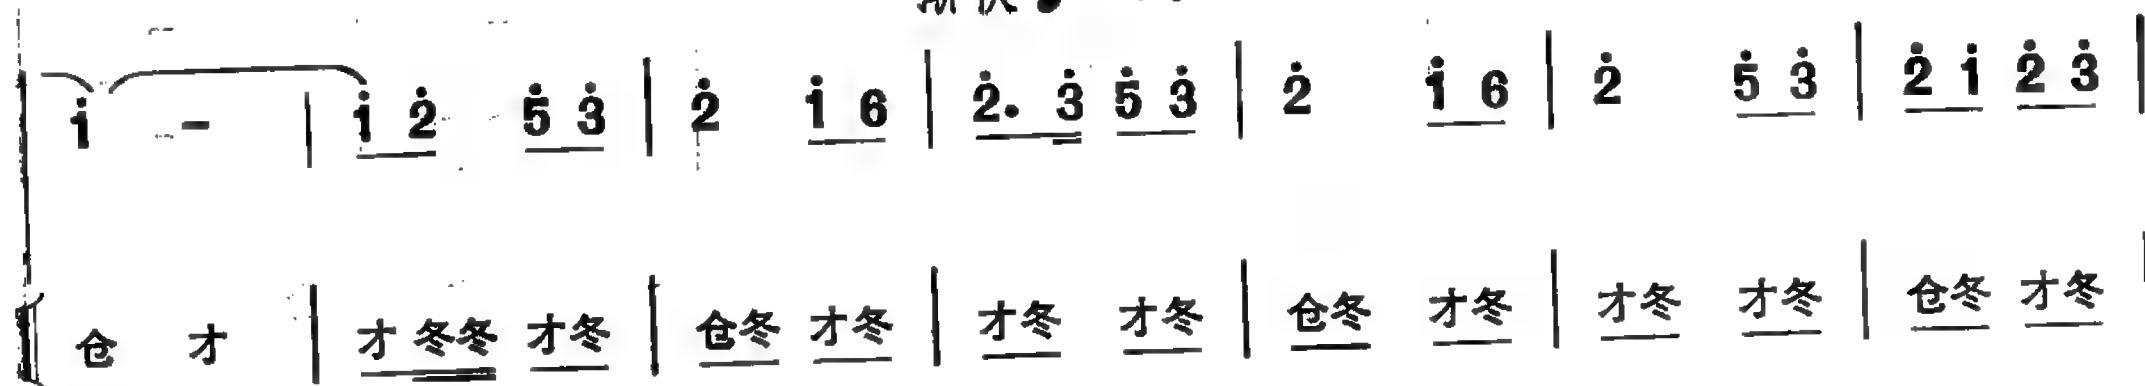 渐快
i̇ - | i̇ 2̇ 5̇ 3̇ | 2̇ i̇ 6 | 2̇. 3̇ 5̇ 3̇ | 2̇ i̇ 6 | 2̇ 5̇ 3̇ | 2̇ i̇ 2̇ 3̇ |
仓 才 | 才 冬冬 才冬 | 仓冬 才冬 | 才冬 才冬 | 仓冬 才冬 | 才冬 才冬 | 仓冬 才冬 |